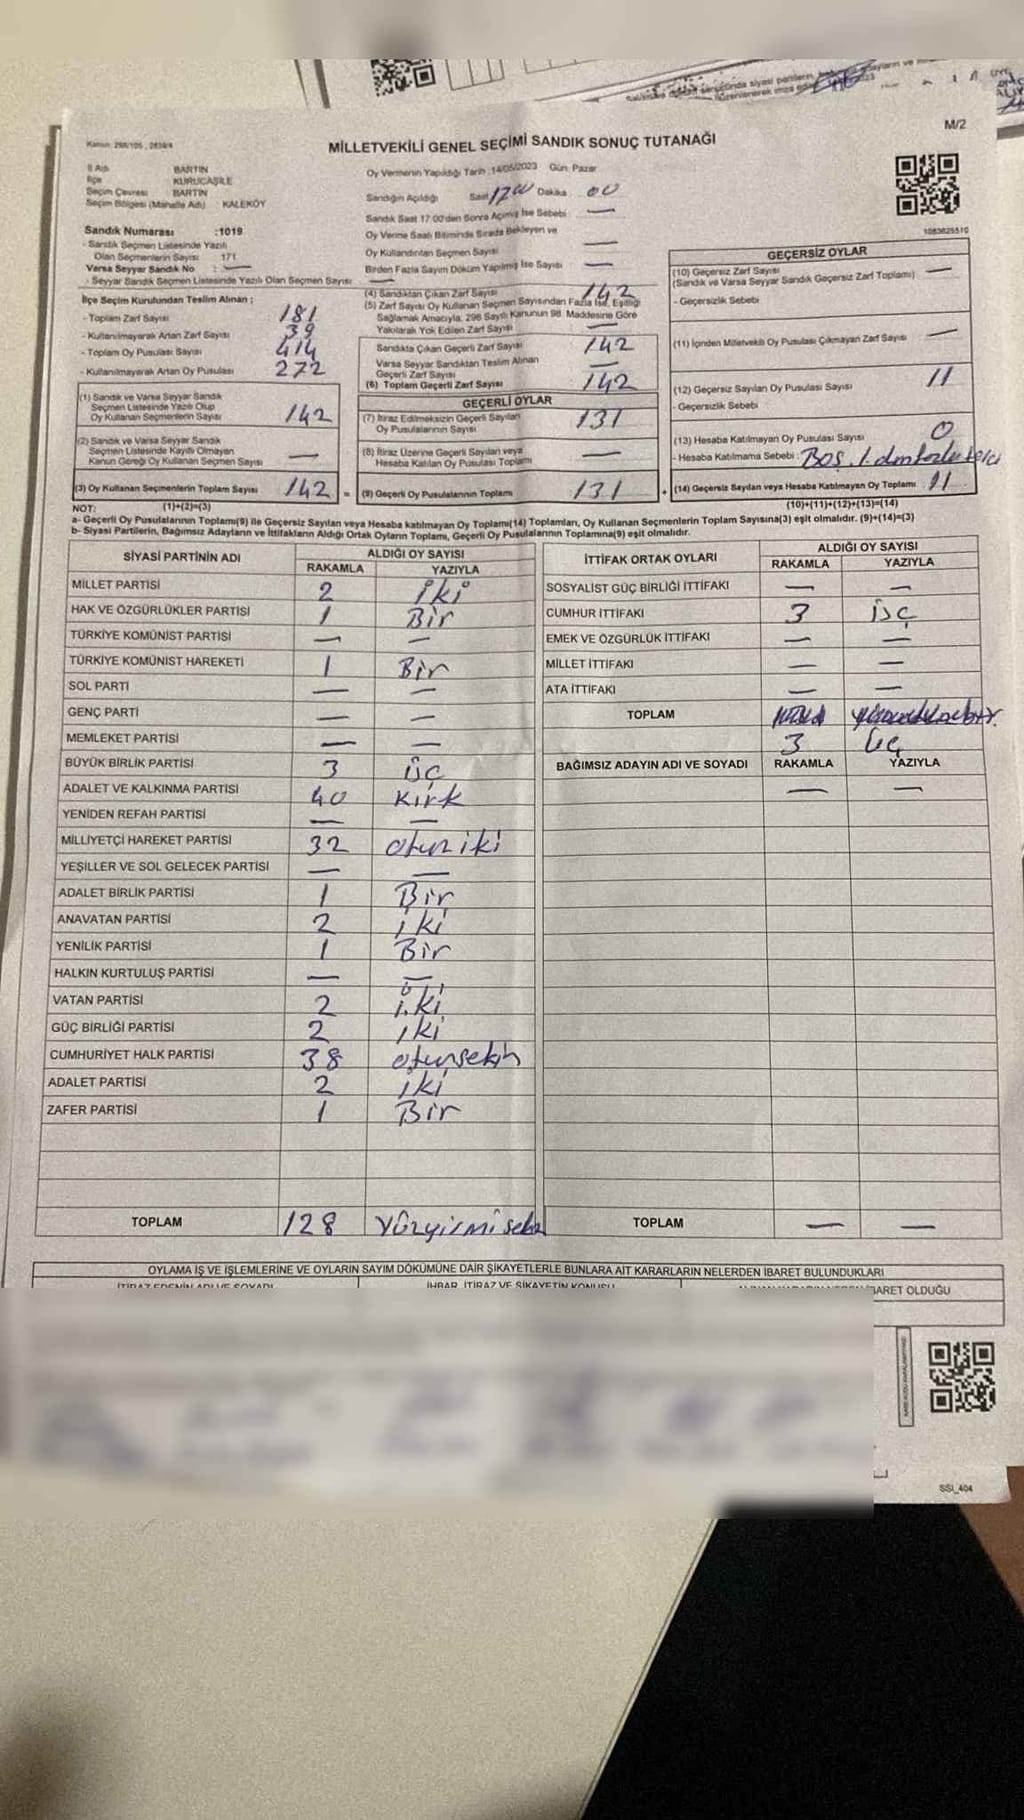 M/2
Kanun: 298/105, 2839/4
MİLLETVEKİLİ GENEL SEÇİMİ SANDIK SONUÇ TUTANAĞI
İl Adı BARTIN
İlçe KURUCAŞİLE
Seçim Çevresi BARTIN
Seçim Bölgesi (Mahalle Adı) KALEKÖY
Sandık Numarası :1019
- Sandık Seçmen Listesinde Yazılı
Olan Seçmenlerin Sayısı 171
Varsa Seyyar Sandık No : —
- Seyyar Sandık Seçmen Listesinde Yazılı Olan Seçmen Sayısı —
İlçe Seçim Kurulundan Teslim Alınan ;
- Toplam Zarf Sayısı 181
- Kullanılmayarak Artan Zarf Sayısı 39
- Toplam Oy Pusulası Sayısı 414
- Kullanılmayarak Artan Oy Pusulası 272
Oy Vermenin Yapıldığı Tarih :14/05/2023 Gün: Pazar
Sandığın Açıldığı Saat Dakika 00
Sandık Saat 17:00'den Sonra Açılmış İse Sebebi —
Oy Verme Saati Bitiminde Sırada Bekleyen ve
Oy Kullandırılan Seçmen Sayısı —
Birden Fazla Sayım Döküm Yapılmış İse Sayısı —
(4) Sandıktan Çıkan Zarf Sayısı 142
(5) Zarf Sayısı Oy Kullanan Seçmen Sayısından Fazla İse, Eşitliği
Sağlamak Amacıyla, 298 Sayılı Kanunun 98. Maddesine Göre
Yakılarak Yok Edilen Zarf Sayısı —
Sandıkta Çıkan Geçerli Zarf Sayısı 142
Varsa Seyyar Sandıktan Teslim Alınan
Geçerli Zarf Sayısı —
(6) Toplam Geçerli Zarf Sayısı 142
1083625510
GEÇERSİZ OYLAR
(10) Geçersiz Zarf Sayısı —
(Sandık ve Varsa Seyyar Sandık Geçersiz Zarf Toplamı)
- Geçersizlik Sebebi
(11) İçinden Milletvekili Oy Pusulası Çıkmayan Zarf Sayısı —
(12) Geçersiz Sayılan Oy Pusulası Sayısı 11
- Geçersizlik Sebebi
(13) Hesaba Katılmayan Oy Pusulası Sayısı 0
- Hesaba Katılmama Sebebi : BOŞ, 1.den fazla
(14) Geçersiz Sayılan veya Hesaba Katılmayan Oy Toplamı 11
(10)+(11)+(12)+(13)=(14)
(1) Sandık ve Varsa Seyyar Sandık
Seçmen Listesinde Yazılı Olup
Oy Kullanan Seçmenlerin Sayısı 142
(2) Sandık ve Varsa Seyyar Sandık
Seçmen Listesinde Kayıtlı Olmayan
Kanun Gereği Oy Kullanan Seçmen Sayısı —
(3) Oy Kullanan Seçmenlerin Toplam Sayısı 142 =
(1)+(2)=(3)
GEÇERLİ OYLAR
(7) İtiraz Edilmeksizin Geçerli Sayılan
Oy Pusulalarının Sayısı 131
(8) İtiraz Üzerine Geçerli Sayılan veya
Hesaba Katılan Oy Pusulası Toplamı —
(9) Geçerli Oy Pusulalarının Toplamı 131 +
NOT:
a- Geçerli Oy Pusulalarının Toplamı(9) ile Geçersiz Sayılan veya Hesaba katılmayan Oy Toplamı(14) Toplamları, Oy Kullanan Seçmenlerin Toplam Sayısına(3) eşit olmalıdır. (9)+(14)=(3)
b- Siyasi Partilerin, Bağımsız Adayların ve İttifakların Aldığı Ortak Oyların Toplamı, Geçerli Oy Pusulalarının Toplamına(9) eşit olmalıdır.
SİYASİ PARTİNİN ADI ALDIĞI OY SAYISI
RAKAMLA YAZIYLA
MİLLET PARTİSİ 2 iki
HAK VE ÖZGÜRLÜKLER PARTİSİ 1 Bir
TÜRKİYE KOMÜNİST PARTİSİ — —
TÜRKİYE KOMÜNİST HAREKETİ 1 Bir
SOL PARTİ — —
GENÇ PARTİ — —
MEMLEKET PARTİSİ — —
BÜYÜK BİRLİK PARTİSİ 3 üç
ADALET VE KALKINMA PARTİSİ 40 kırk
YENİDEN REFAH PARTİSİ — —
MİLLİYETÇİ HAREKET PARTİSİ 32 otuz iki
YEŞİLLER VE SOL GELECEK PARTİSİ — —
ADALET BİRLİK PARTİSİ 1 Bir
ANAVATAN PARTİSİ 2 iki
YENİLİK PARTİSİ 1 Bir
HALKIN KURTULUŞ PARTİSİ — —
VATAN PARTİSİ 2 iki
GÜÇ BİRLİĞİ PARTİSİ 2 iki
CUMHURİYET HALK PARTİSİ 38 otuzsekiz
ADALET PARTİSİ 2 iki
ZAFER PARTİSİ 1 Bir
TOPLAM 128
İTTİFAK ORTAK OYLARI ALDIĞI OY SAYISI
RAKAMLA YAZIYLA
SOSYALİST GÜÇ BİRLİĞİ İTTİFAKI — —
CUMHUR İTTİFAKI 3 üç
EMEK VE ÖZGÜRLÜK İTTİFAKI — —
MİLLET İTTİFAKI — —
ATA İTTİFAKI — —
TOPLAM
3 üç
BAĞIMSIZ ADAYIN ADI VE SOYADI RAKAMLA YAZIYLA
— —
TOPLAM — —
OYLAMA İŞ VE İŞLEMLERİNE VE OYLARIN SAYIM DÖKÜMÜNE DAİR ŞİKAYETLERLE BUNLARA AİT KARARLARIN NELERDEN İBARET BULUNDUKLARI
İTİRAZ EDENİN ADI VE SOYADI İHBAR, İTİRAZ VE ŞİKAYETİN KONUSU BARET OLDUĞU
SSI_404